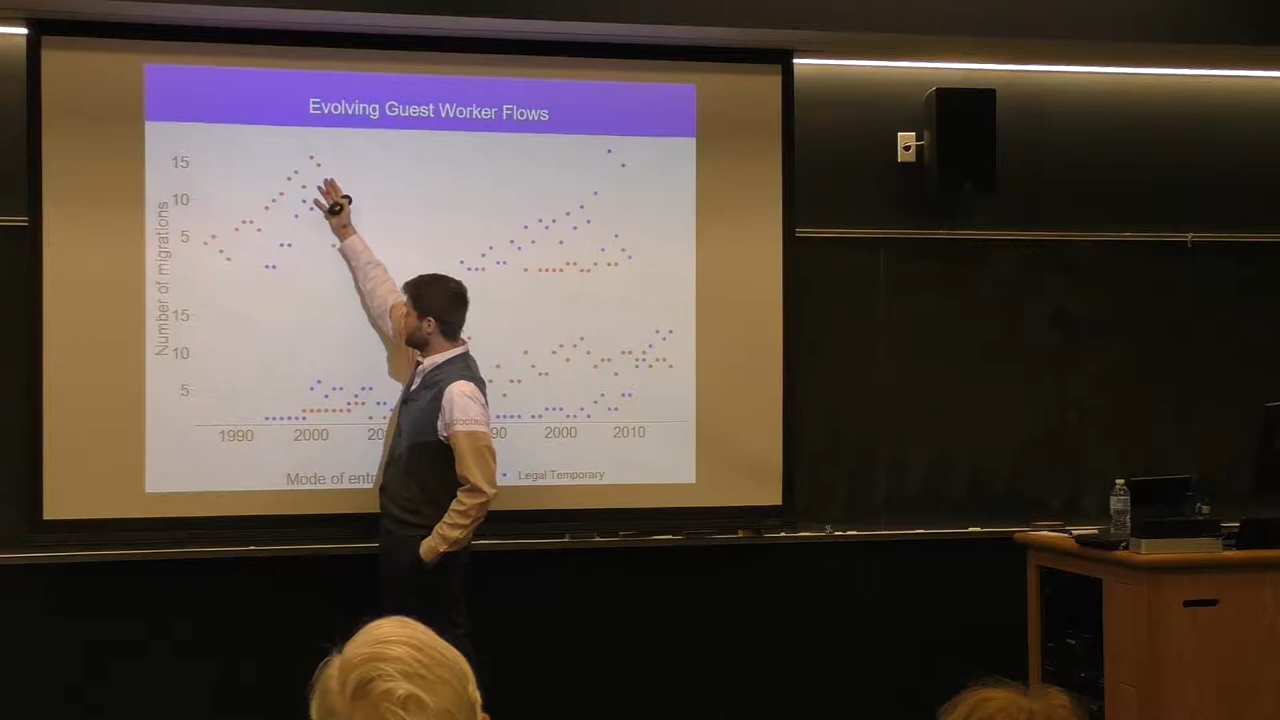 Evolving Guest Worker Flows
Number of migrations
15
10
5
15
10
5
1990
2000
2000
2010
Mode of
Legal Temporary